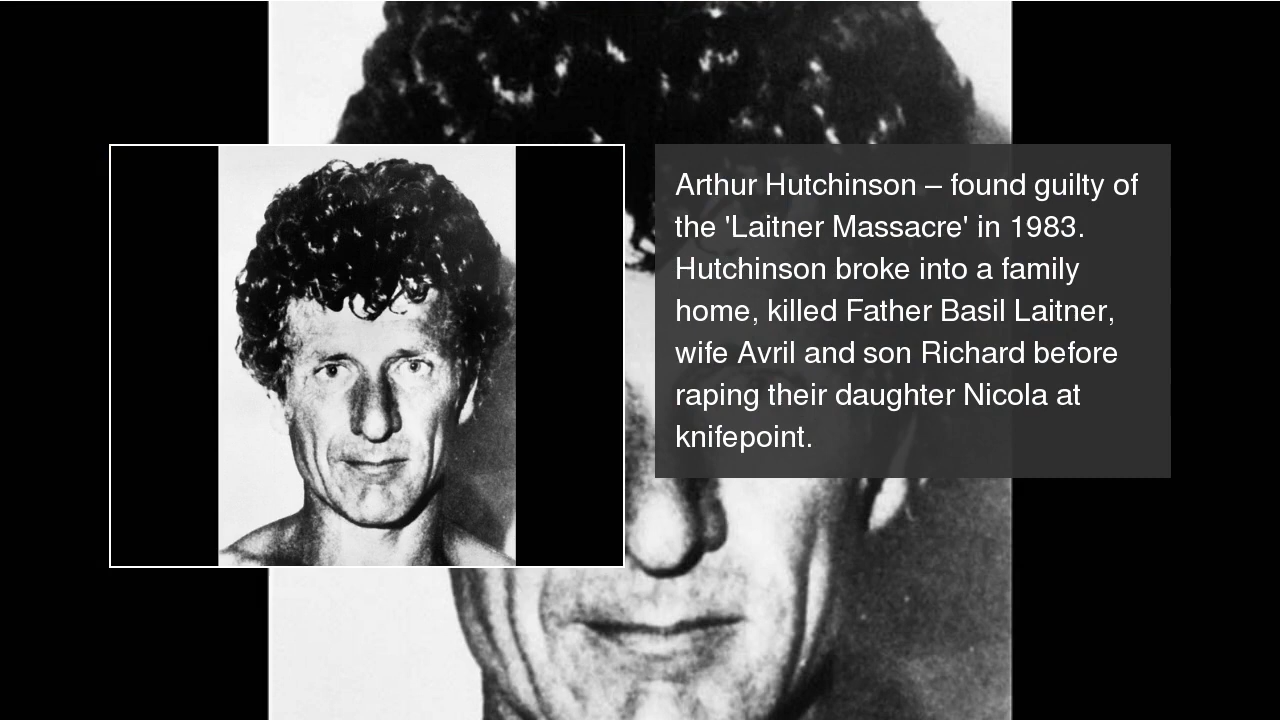 Arthur Hutchinson – found guilty of
the 'Laitner Massacre' in 1983.
Hutchinson broke into a family
home, killed Father Basil Laitner,
wife Avril and son Richard before
raping their daughter Nicola at
knifepoint.